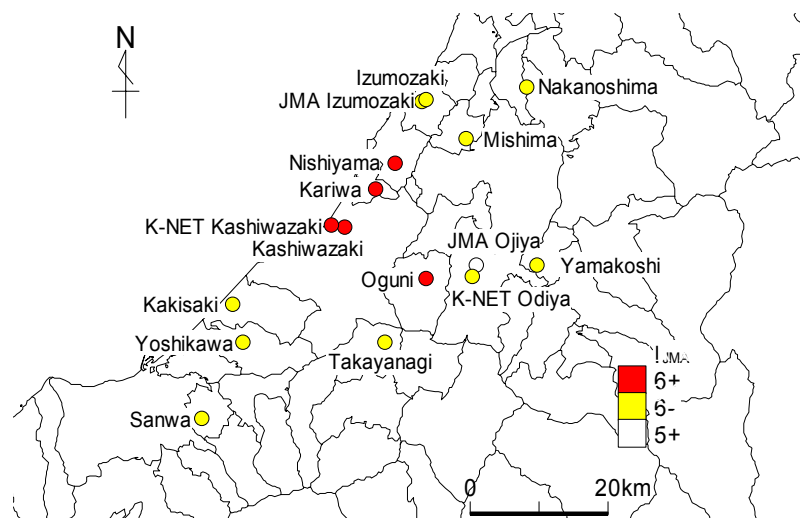 N
Izumozaki
JMA Izumozaki
Nakanoshima
Mishima
Nishiyama
Kariwa
K-NET Kashiwazaki
Kashiwazaki
JMA Ojiya
Yamakoshi
Oguni
K-NET Odiya
Kakisaki
Yoshikawa
Takayanagi
Sanwa
IJMA
6+
6-
5+
0 20km